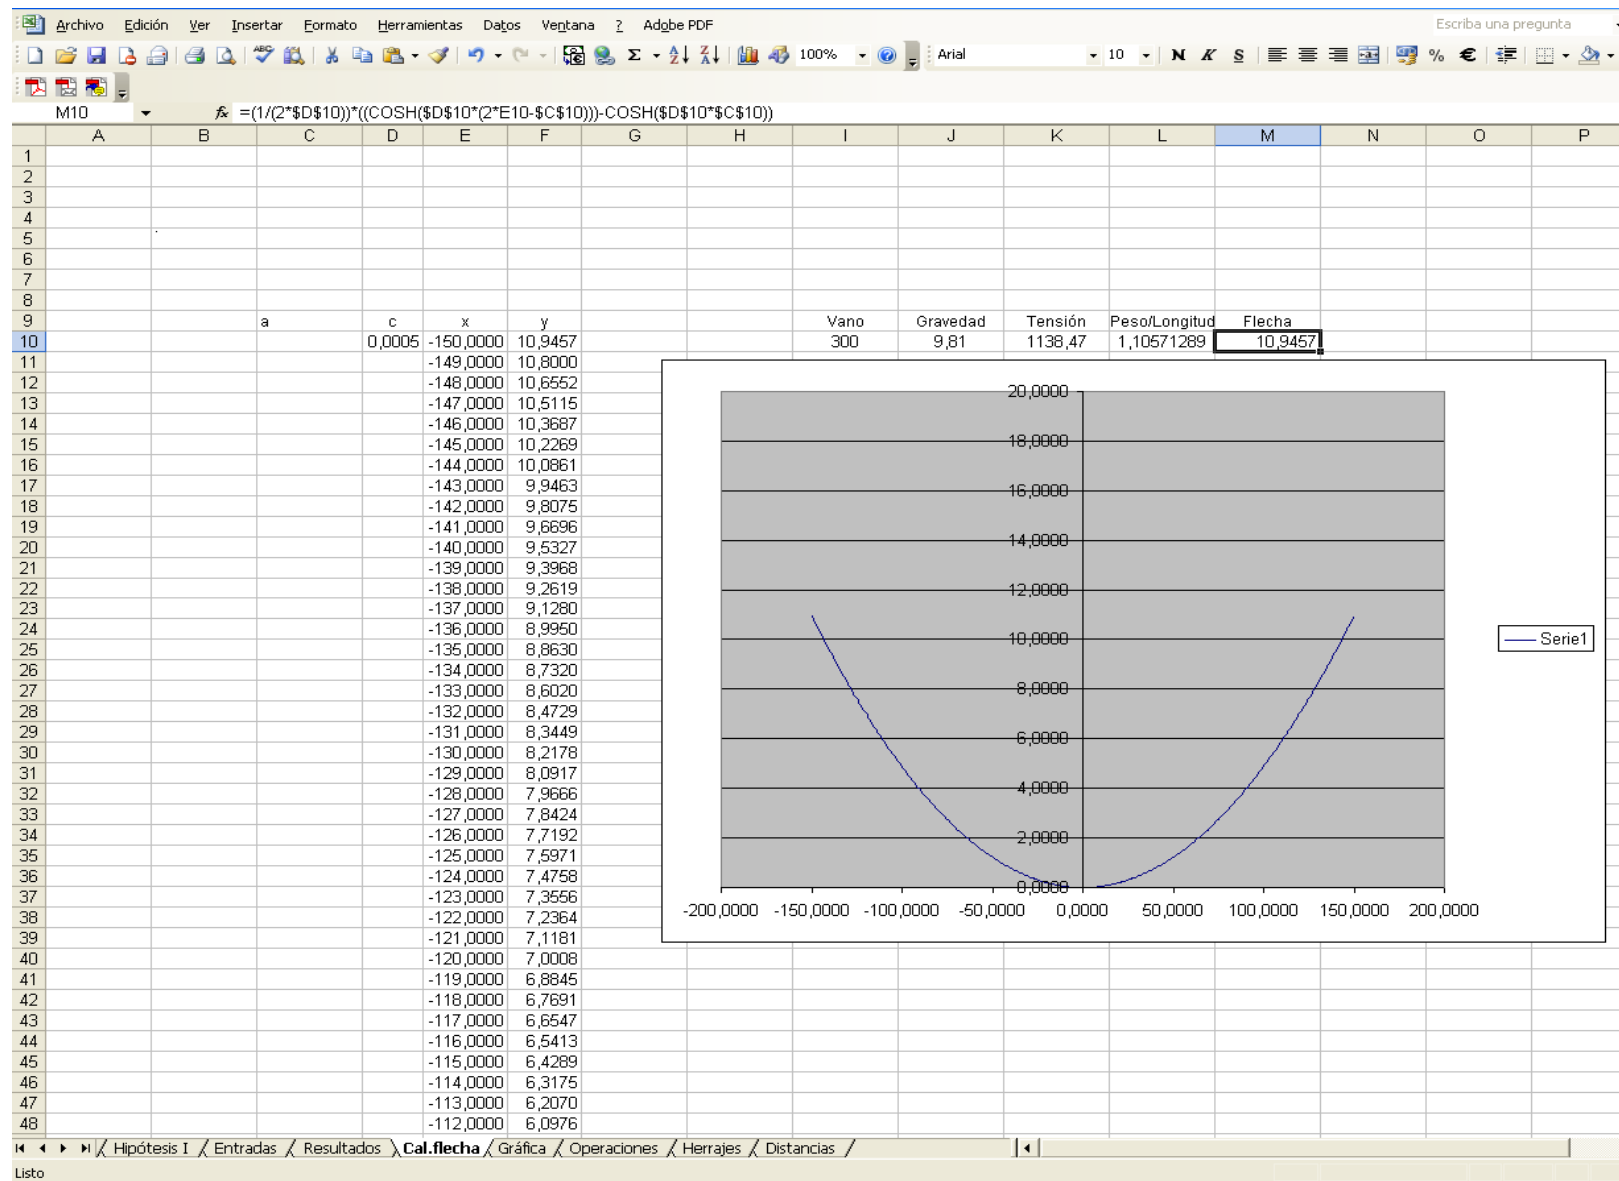 Archivo Edición Ver Insertar Formato Herramientas Datos Ventana ? Adobe PDF Escriba una pregunta
100% Arial 10 N K S % €
M10 fx =(1/(2*$D$10))*((COSH($D$10*(2*E10-$C$10)))-COSH($D$10*$C$10))
A B C D E F G H I J K L M N O P
1
2
3
4
5
6
7
8
9 a c x y Vano Gravedad Tensión Peso/Longitud Flecha
10 0,0005 -150,0000 10,9457 300 9,81 1138,47 1,10571289 10,9457
11 -149,0000 10,8000
12 -148,0000 10,6552
13 -147,0000 10,5115
14 -146,0000 10,3687
15 -145,0000 10,2269
16 -144,0000 10,0861
17 -143,0000 9,9463
18 -142,0000 9,8075
19 -141,0000 9,6696
20 -140,0000 9,5327
21 -139,0000 9,3968
22 -138,0000 9,2619
23 -137,0000 9,1280
24 -136,0000 8,9950
25 -135,0000 8,8630
26 -134,0000 8,7320
27 -133,0000 8,6020
28 -132,0000 8,4729
29 -131,0000 8,3449
30 -130,0000 8,2178
31 -129,0000 8,0917
32 -128,0000 7,9666
33 -127,0000 7,8424
34 -126,0000 7,7192
35 -125,0000 7,5971
36 -124,0000 7,4758
37 -123,0000 7,3556
38 -122,0000 7,2364
39 -121,0000 7,1181
40 -120,0000 7,0008
41 -119,0000 6,8845
42 -118,0000 6,7691
43 -117,0000 6,6547
44 -116,0000 6,5413
45 -115,0000 6,4289
46 -114,0000 6,3175
47 -113,0000 6,2070
48 -112,0000 6,0976
20,0000
18,0000
16,0000
14,0000
12,0000
10,0000
8,0000
6,0000
4,0000
2,0000
0,0000
-200,0000 -150,0000 -100,0000 -50,0000 0,0000 50,0000 100,0000 150,0000 200,0000
Serie1
Hipótesis I Entradas Resultados Cal.flecha Gráfica Operaciones Herrajes Distancias
Listo